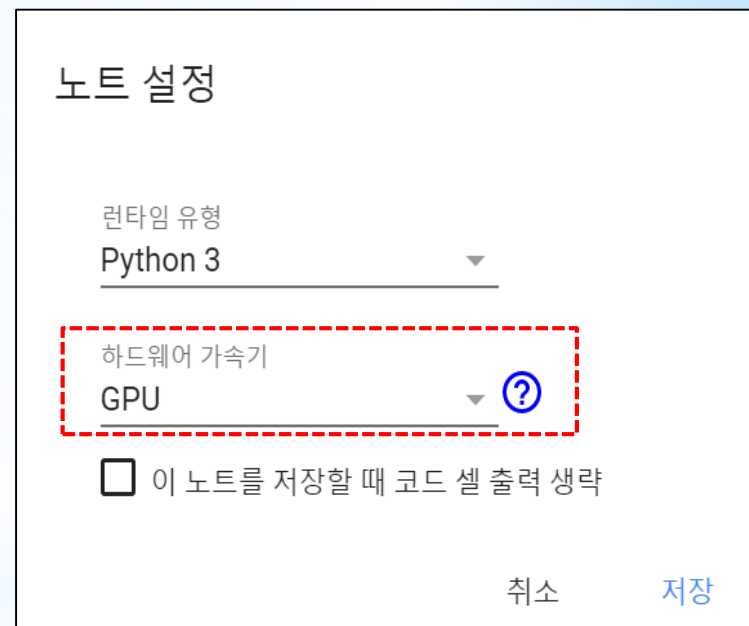 노트 설정
런타임 유형
Python 3
하드웨어 가속기
GPU
?
이 노트를 저장할 때 코드 셀 출력 생략
취소 저장